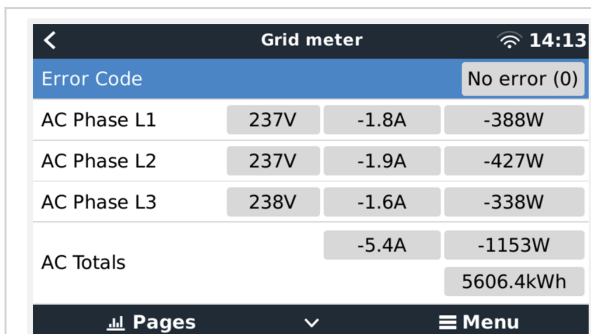 Grid meter 14:13
Error Code No error (0)
AC Phase L1 237V -1.8A -388W
AC Phase L2 237V -1.9A -427W
AC Phase L3 238V -1.6A -338W
AC Totals -5.4A -1153W
5606.4kWh
Pages Menu